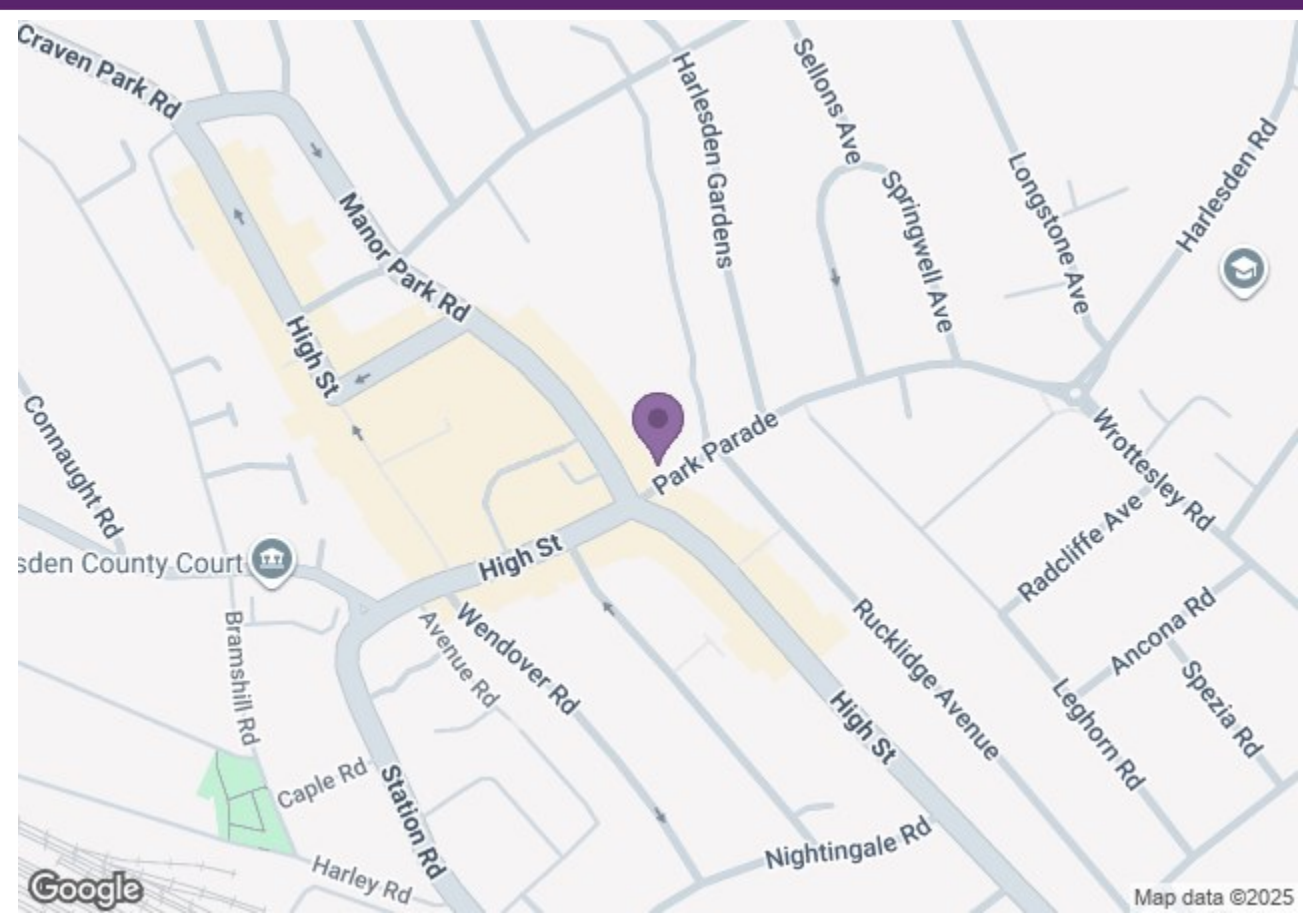 Craven Park Rd
Harlesden Gardens
Sellons Ave
Springwell Ave
Longstone Ave
Harlesden Rd
Manor Park Rd
High St
Connaught Rd
Park Parade
Wrottesley Rd
Radcliffe Ave
sden County Court
High St
Ancona Rd
Bramshill Rd
Avenue Rd
Wendover Rd
Rucklidge Avenue
Spezia Rd
Leghorn Rd
High St
Caple Rd
Station Rd
Nightingale Rd
Harley Rd
Google
Map data ©2025